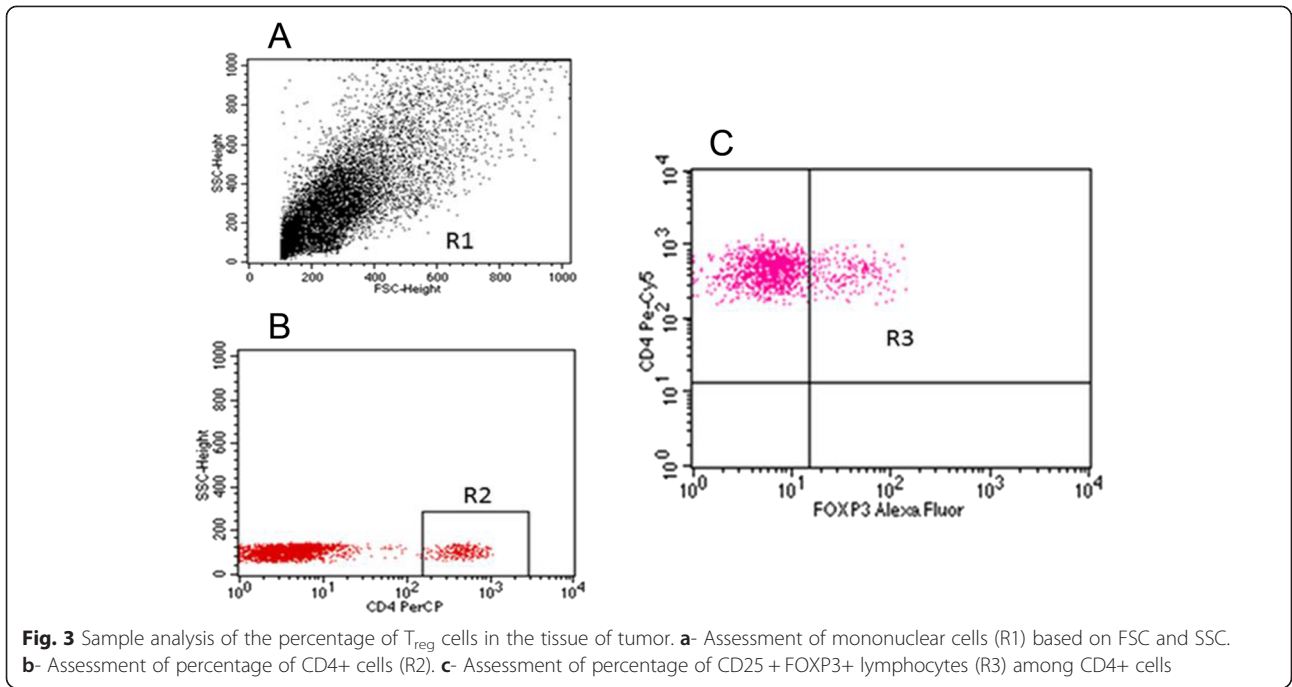 A
1000
800
600
400
200
0
SSC-Height
R1
0 200 400 600 800 1000
FSC-Height
B
1000
800
600
400
200
0
SSC-Height
R2
10^0 10^1 10^2 10^3 10^4
CD4 PerCP
C
10^4
10^3
10^2
10^1
10^0
CD4 Pe-Cy5
R3
10^0 10^1 10^2 10^3 10^4
FOXP3 Alexa Fluor
Fig. 3 Sample analysis of the percentage of Treg cells in the tissue of tumor. a- Assessment of mononuclear cells (R1) based on FSC and SSC.
b- Assessment of percentage of CD4+ cells (R2). c- Assessment of percentage of CD25 + FOXP3+ lymphocytes (R3) among CD4+ cells